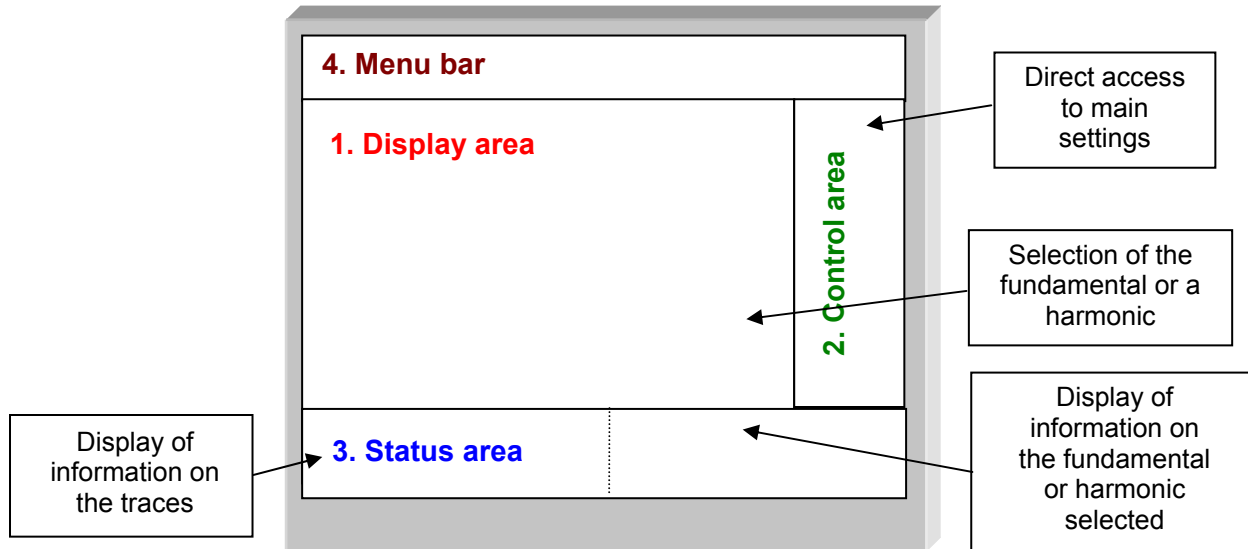 4. Menu bar
Direct access
to main
settings
1. Display area
2. Control area
Selection of the
fundamental or a
harmonic
Display of
information on
the traces
3. Status area
Display of
information on
the fundamental
or harmonic
selected